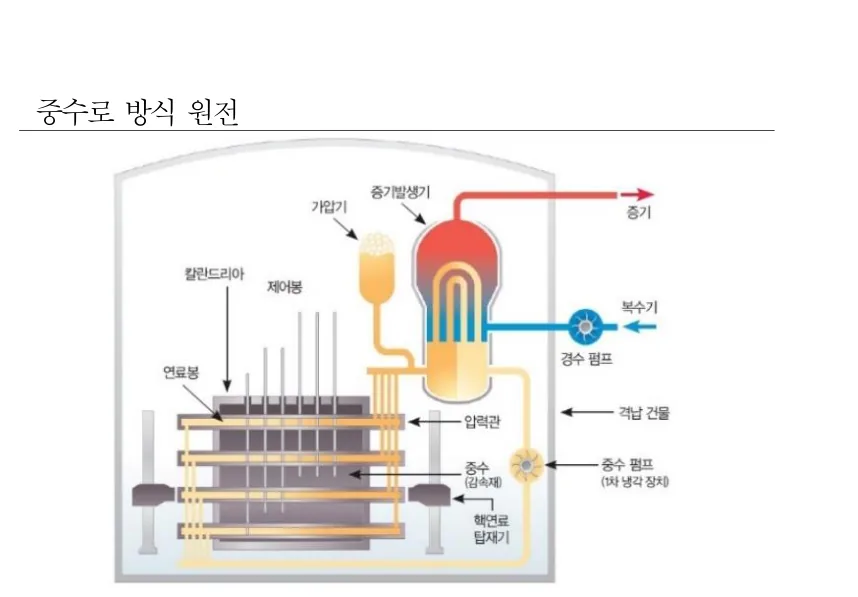 중수로 방식 원전
증기발생기
가압기
증기
칼란드리아
제어봉
복수기
경수 펌프
연료봉
압력관
격납 건물
중수
(감속재)
중수 펌프
(1차 냉각 장치)
핵연료
탑재기